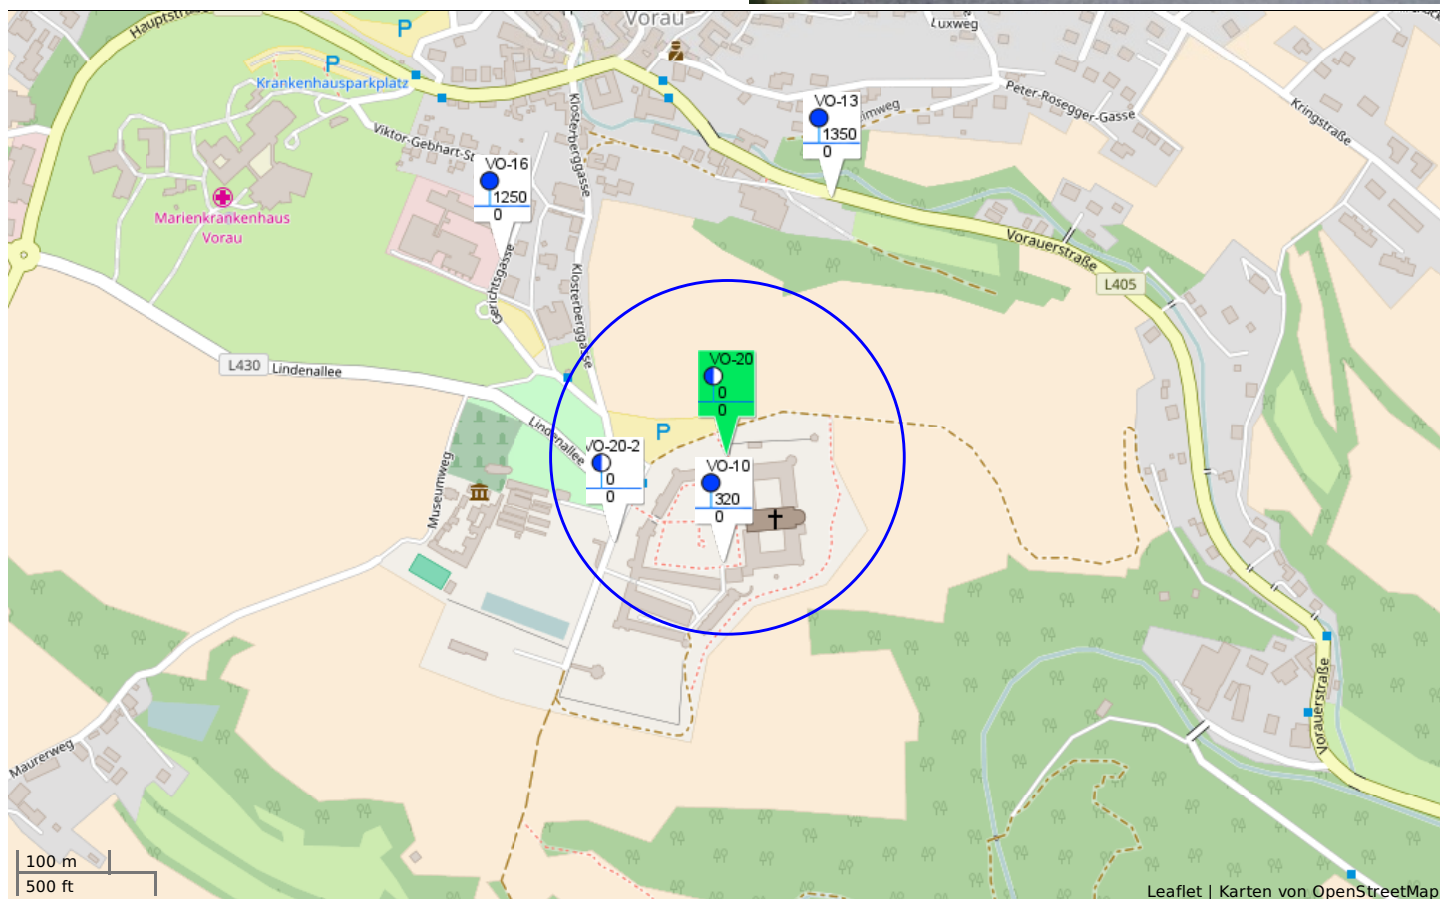 Hauptstraße
P
Vorau
Luxweg
P
Krankenhausparkplatz
VO-13
1350
0
Peter-Rosegger-Gasse
Kringstraße
Klosterberggasse
Viktor-Gebhart-St
VO-16
1250
0
Marienkrankenhaus
Vorau
Vorauerstraße
L405
Gerichtsgasse
Klosterberggasse
L430
Lindenallee
VO-20
0
0
Lindenallee
P
VO-20-2
0
0
VO-10
320
0
Museumweg
Vorauerstraße
Maurerweg
100 m
500 ft
Leaflet | Karten von OpenStreetMap